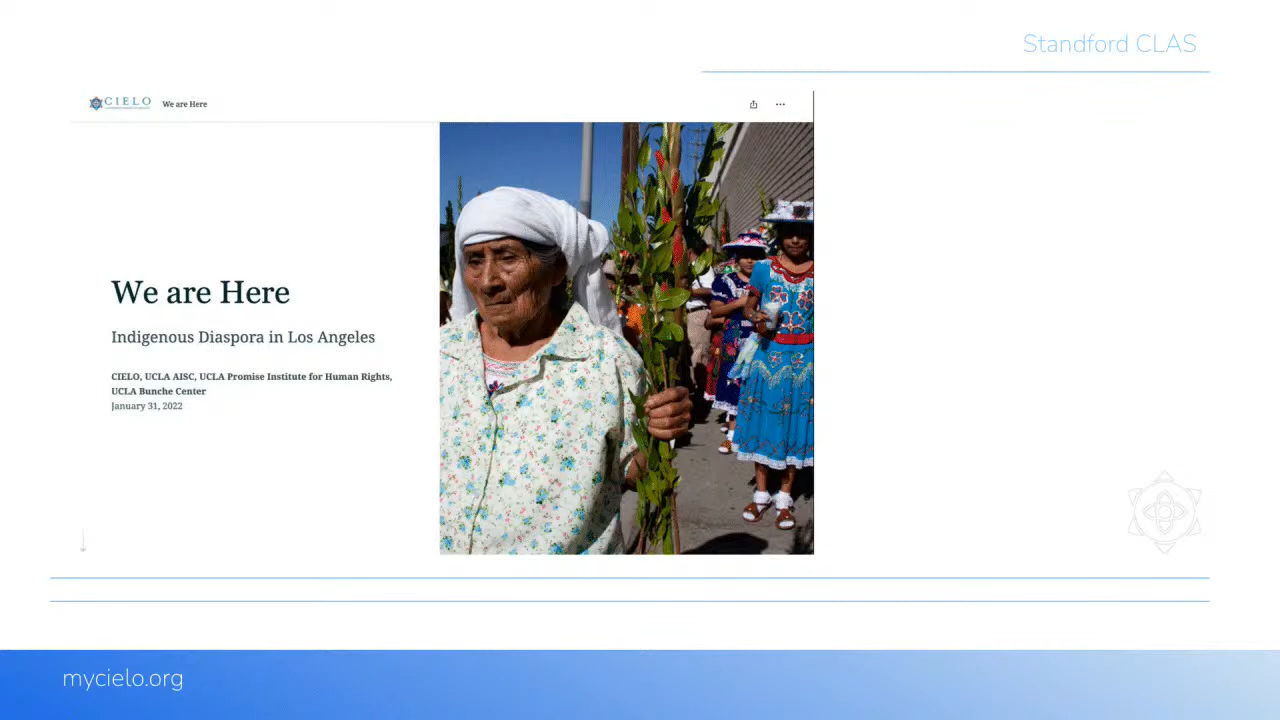 Standford CLAS
CIELO
We are Here
We are Here
Indigenous Diaspora in Los Angeles
CIELO, UCLA AISC, UCLA Promise Institute for Human Rights,
UCLA Bunche Center
January 31, 2022
mycielo.org